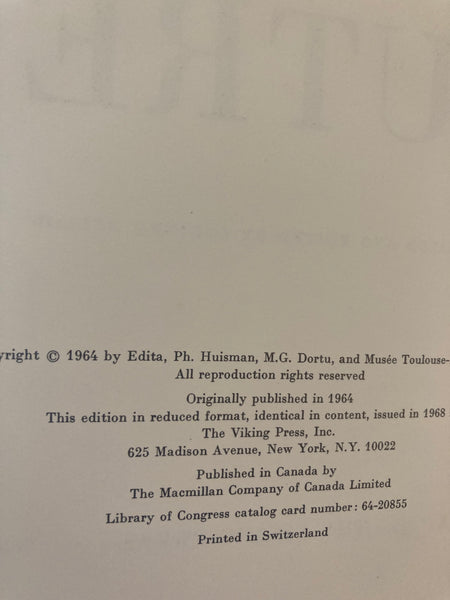 yright © 1964 by Edita, Ph. Huisman, M.G. Dortu, and Musée Toulouse-
All reproduction rights reserved
Originally published in 1964
This edition in reduced format, identical in content, issued in 1968
The Viking Press, Inc.
625 Madison Avenue, New York, N.Y. 10022
Published in Canada by
The Macmillan Company of Canada Limited
Library of Congress catalog card number: 64-20855
Printed in Switzerland